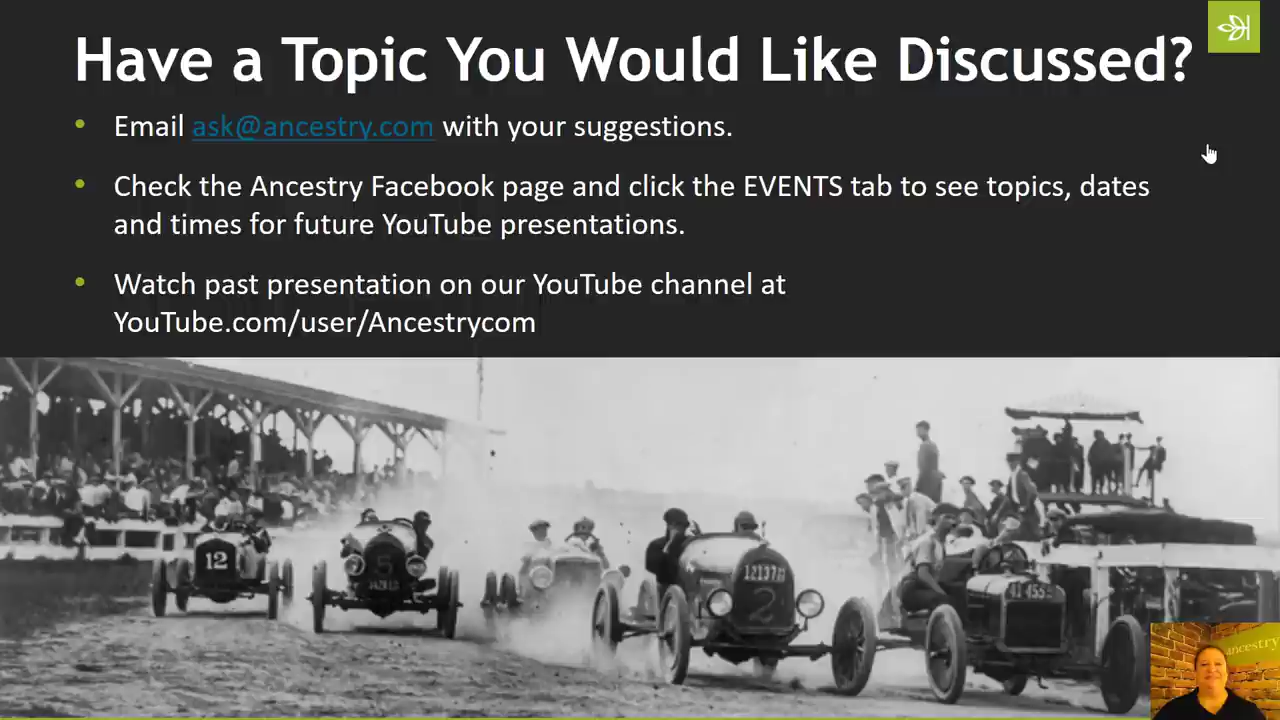 Have a Topic You Would Like Discussed?
• Email ask@ancestry.com with your suggestions.
• Check the Ancestry Facebook page and click the EVENTS tab to see topics, dates
and times for future YouTube presentations.
• Watch past presentation on our YouTube channel at
YouTube.com/user/Ancestrycom
12
5
2
ancestry